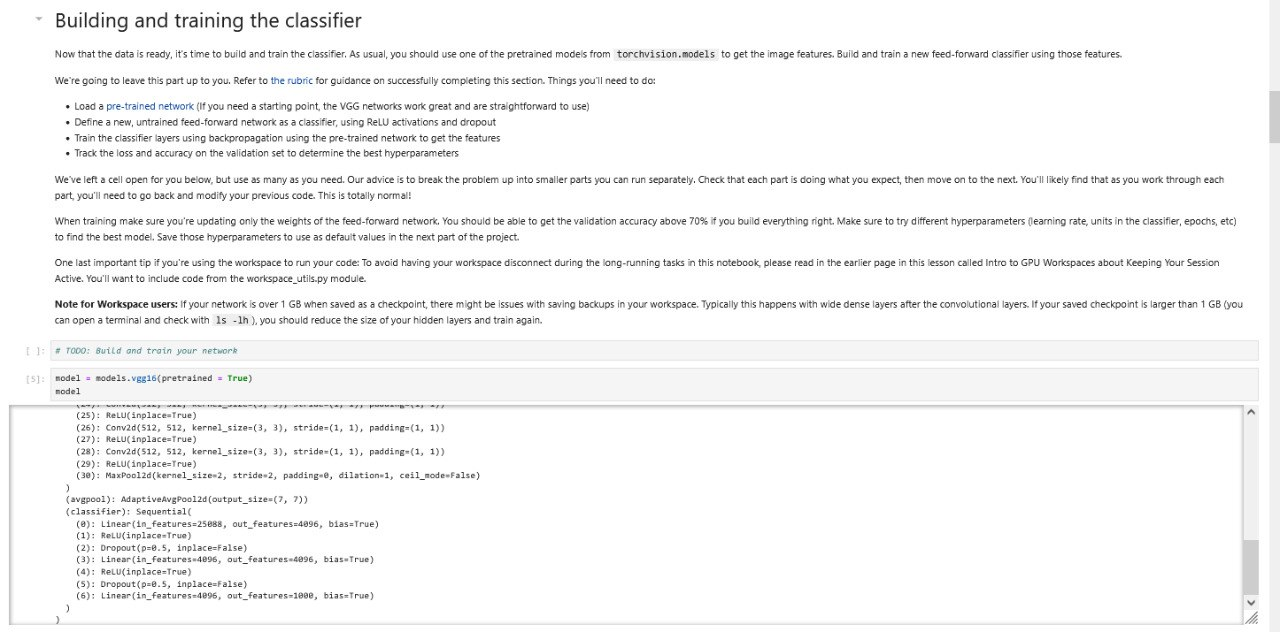 Building and training the classifier
Now that the data is ready, it's time to build and train the classifier. As usual, you should use one of the pretrained models from torchvision.models to get the image features. Build and train a new feed-forward classifier using those features.
We're going to leave this part up to you. Refer to the rubric for guidance on successfully completing this section. Things you'll need to do:
• Load a pre-trained network (If you need a starting point, the VGG networks work great and are straightforward to use)
• Define a new, untrained feed-forward network as a classifier, using ReLU activations and dropout
• Train the classifier layers using backpropagation using the pre-trained network to get the features
• Track the loss and accuracy on the validation set to determine the best hyperparameters
We've left a cell open for you below, but use as many as you need. Our advice is to break the problem up into smaller parts you can run separately. Check that each part is doing what you expect, then move on to the next. You'll likely find that as you work through each
part, you'll need to go back and modify your previous code. This is totally normal!
When training make sure you're updating only the weights of the feed-forward network. You should be able to get the validation accuracy above 70% if you build everything right. Make sure to try different hyperparameters (learning rate, units in the classifier, epochs, etc)
to find the best model. Save those hyperparameters to use as default values in the next part of the project.
One last important tip if you're using the workspace to run your code: To avoid having your workspace disconnect during the long-running tasks in this notebook, please read in the earlier page in this lesson called Intro to GPU Workspaces about Keeping Your Session
Active. You'll want to include code from the workspace_utils.py module.
Note for Workspace users: If your network is over 1 GB when saved as a checkpoint, there might be issues with saving backups in your workspace. Typically this happens with wide dense layers after the convolutional layers. If your saved checkpoint is larger than 1 GB (you
can open a terminal and check with ls -lh ), you should reduce the size of your hidden layers and train again.
[ ]: # TODO: Build and train your network
[5]: model = models.vgg16(pretrained = True)
model
(24): Conv2d(512, 512, kernel_size=(3, 3), stride=(1, 1), padding=(1, 1))
(25): ReLU(inplace=True)
(26): Conv2d(512, 512, kernel_size=(3, 3), stride=(1, 1), padding=(1, 1))
(27): ReLU(inplace=True)
(28): Conv2d(512, 512, kernel_size=(3, 3), stride=(1, 1), padding=(1, 1))
(29): ReLU(inplace=True)
(30): MaxPool2d(kernel_size=2, stride=2, padding=0, dilation=1, ceil_mode=False)
)
(avgpool): AdaptiveAvgPool2d(output_size=(7, 7))
(classifier): Sequential(
(0): Linear(in_features=25088, out_features=4096, bias=True)
(1): ReLU(inplace=True)
(2): Dropout(p=0.5, inplace=False)
(3): Linear(in_features=4096, out_features=4096, bias=True)
(4): ReLU(inplace=True)
(5): Dropout(p=0.5, inplace=False)
(6): Linear(in_features=4096, out_features=1000, bias=True)
)
)